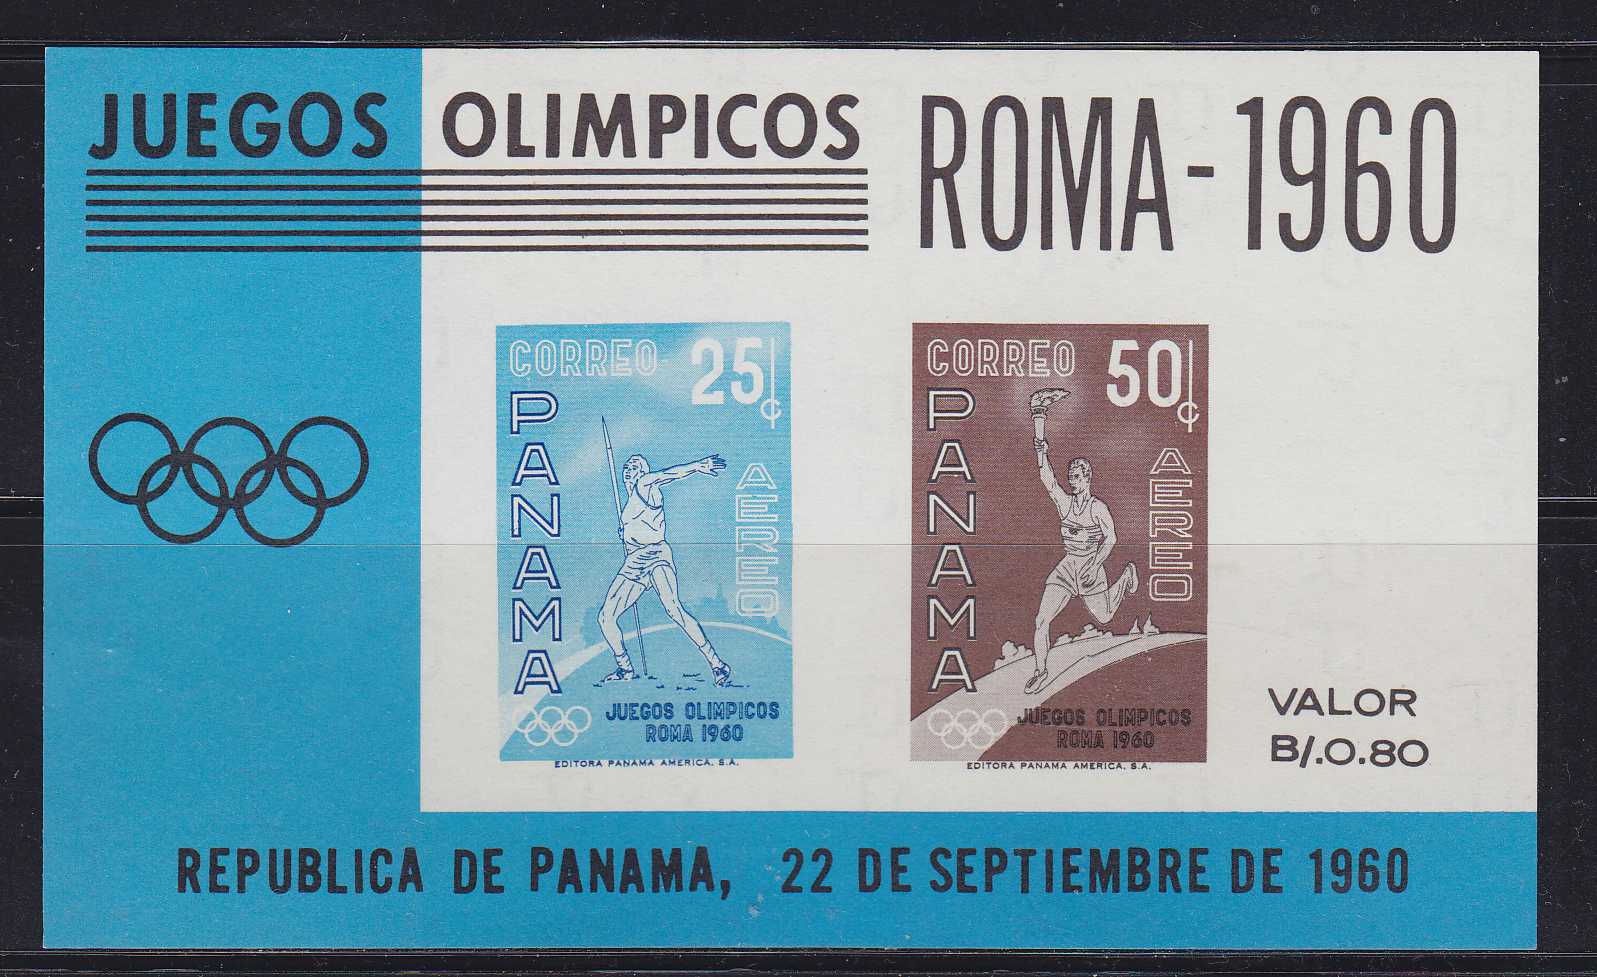 JUEGOS OLIMPICOS ROMA - 1960
CORREO 25¢
PANAMA
AEREO
JUEGOS OLIMPICOS
ROMA 1960
EDITORA PANAMA AMERICA, S.A.
CORREO 50¢
PANAMA
AEREO
JUEGOS OLIMPICOS
ROMA 1960
EDITORA PANAMA AMERICA, S.A.
VALOR
B/.0.80
REPUBLICA DE PANAMA, 22 DE SEPTIEMBRE DE 1960